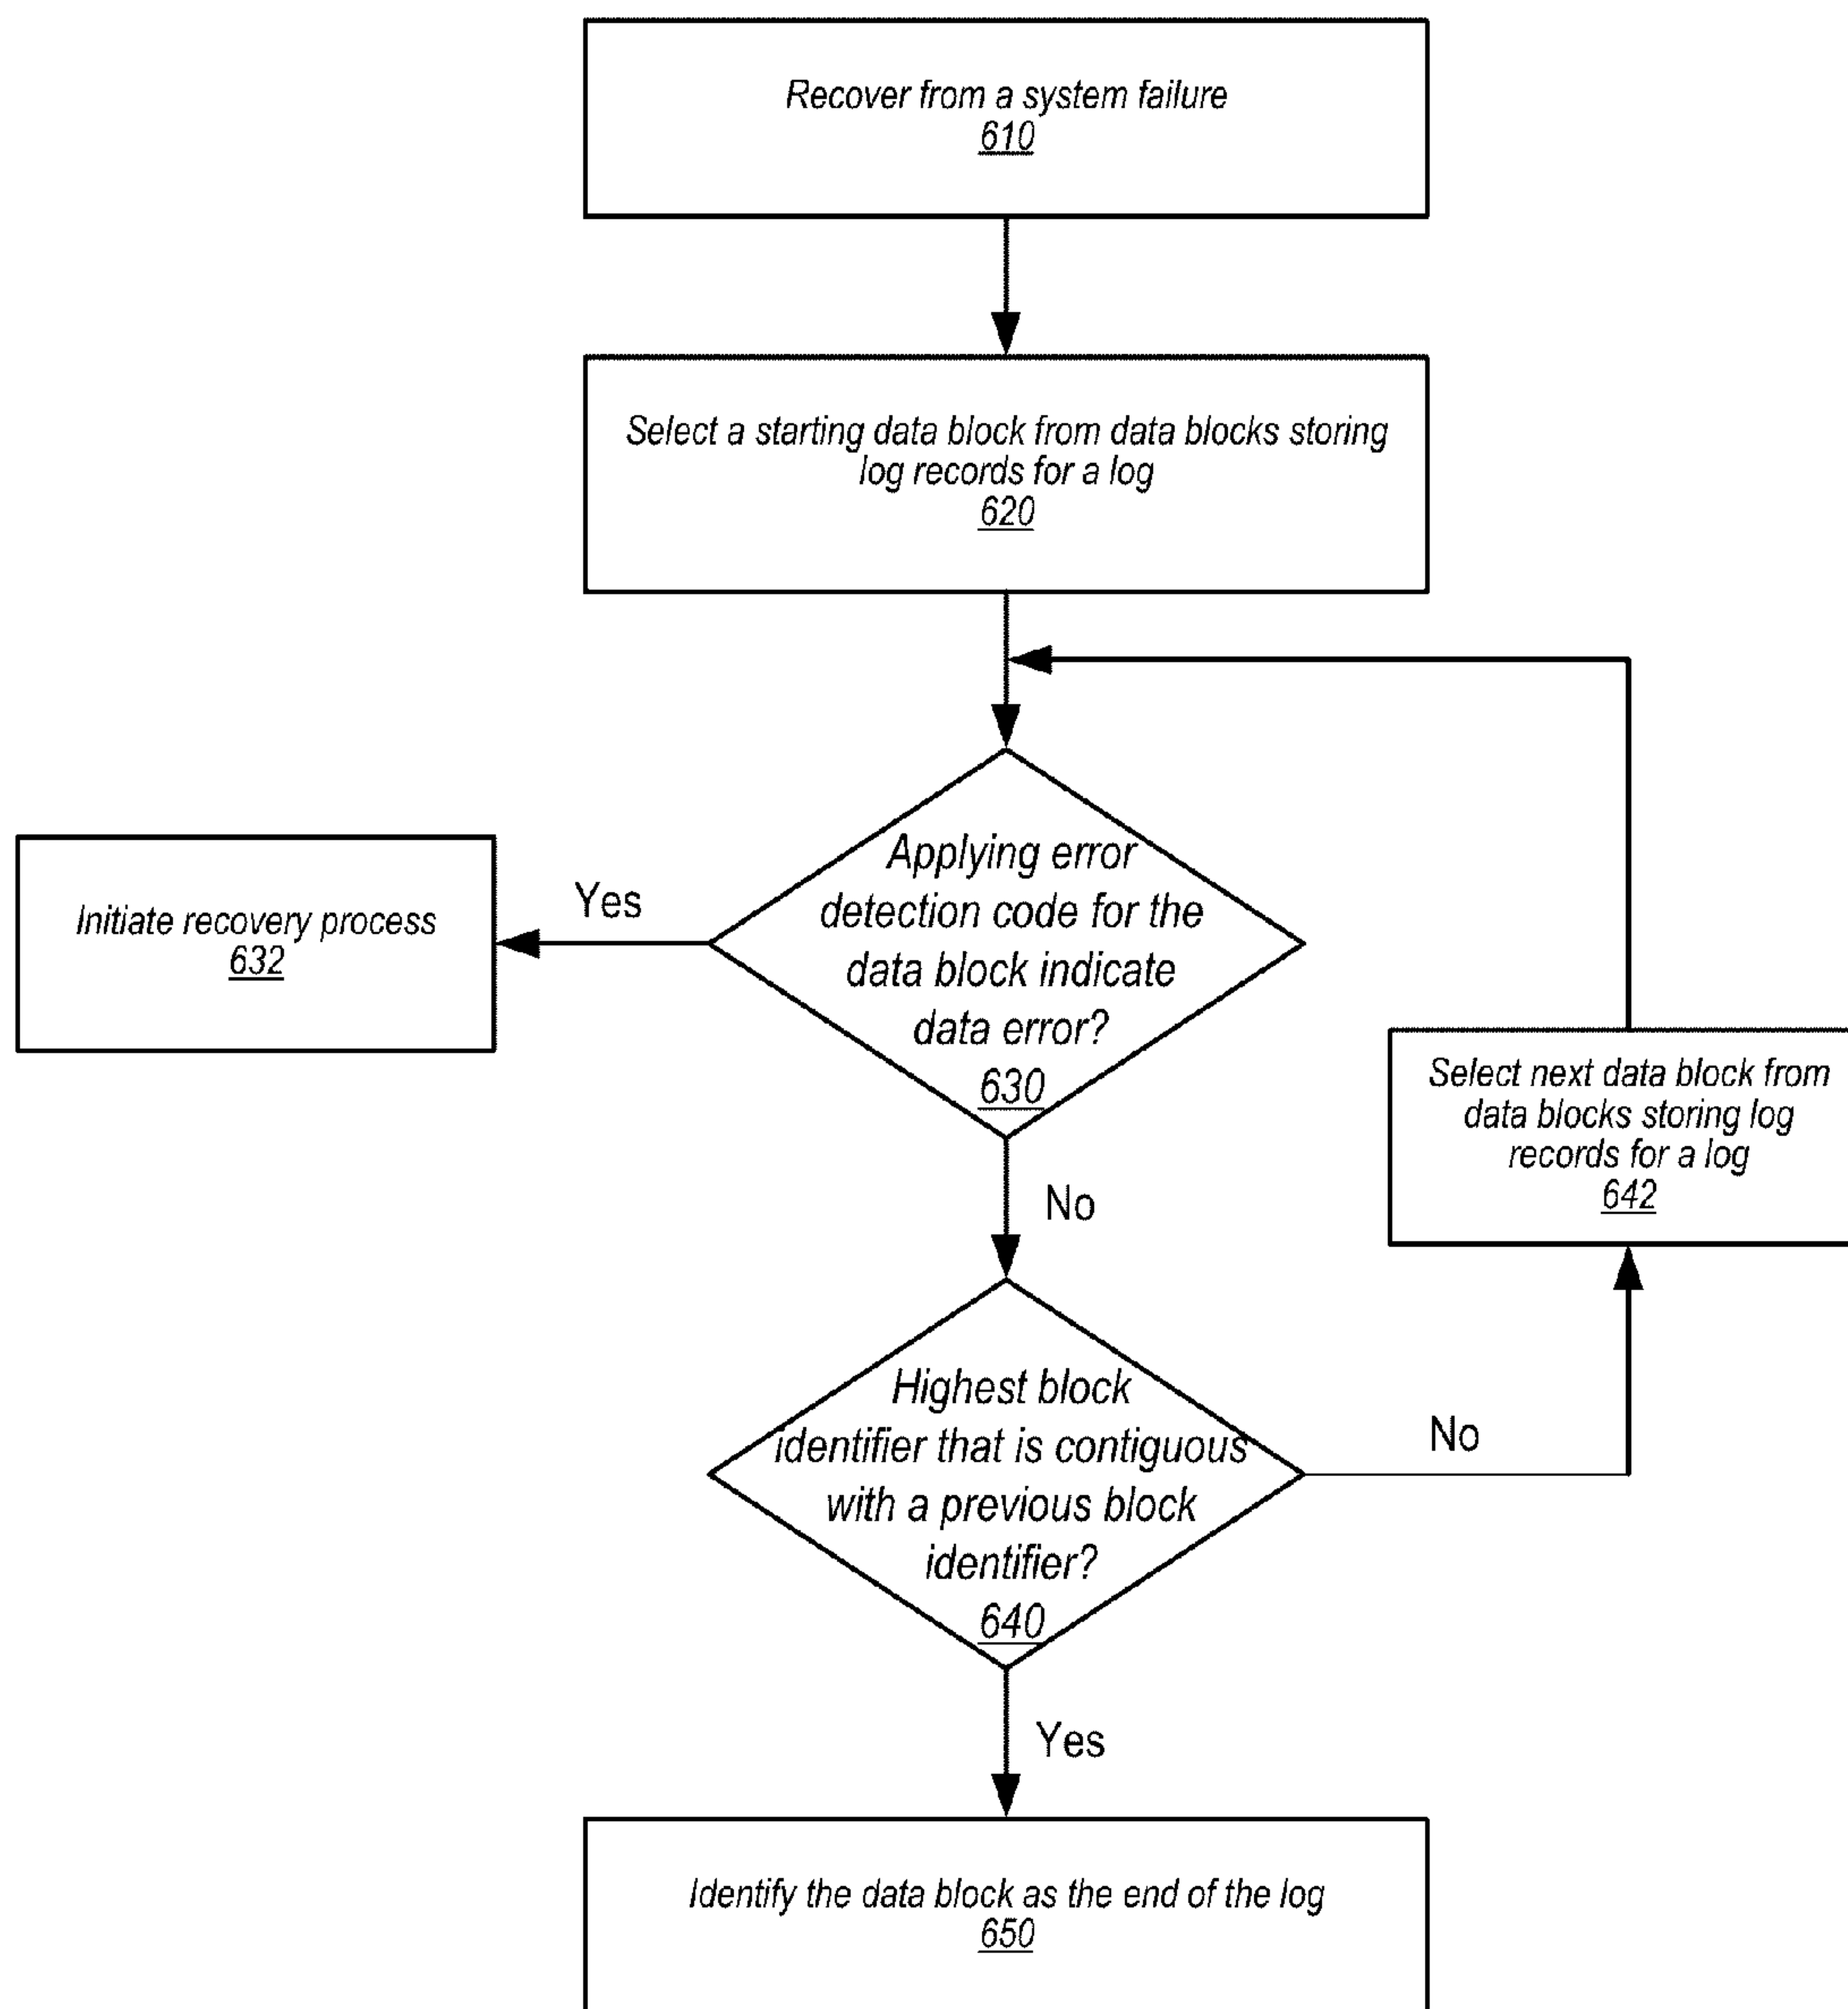 Recover from a system failure
610
Select a starting data block from data blocks storing
log records for a log
620
Applying error
detection code for the
data block indicate
data error?
630
Yes
Initiate recovery process
632
No
Select next data block from
data blocks storing log
records for a log
642
Highest block
identifier that is contiguous
with a previous block
identifier?
640
No
Yes
Identify the data block as the end of the log
650